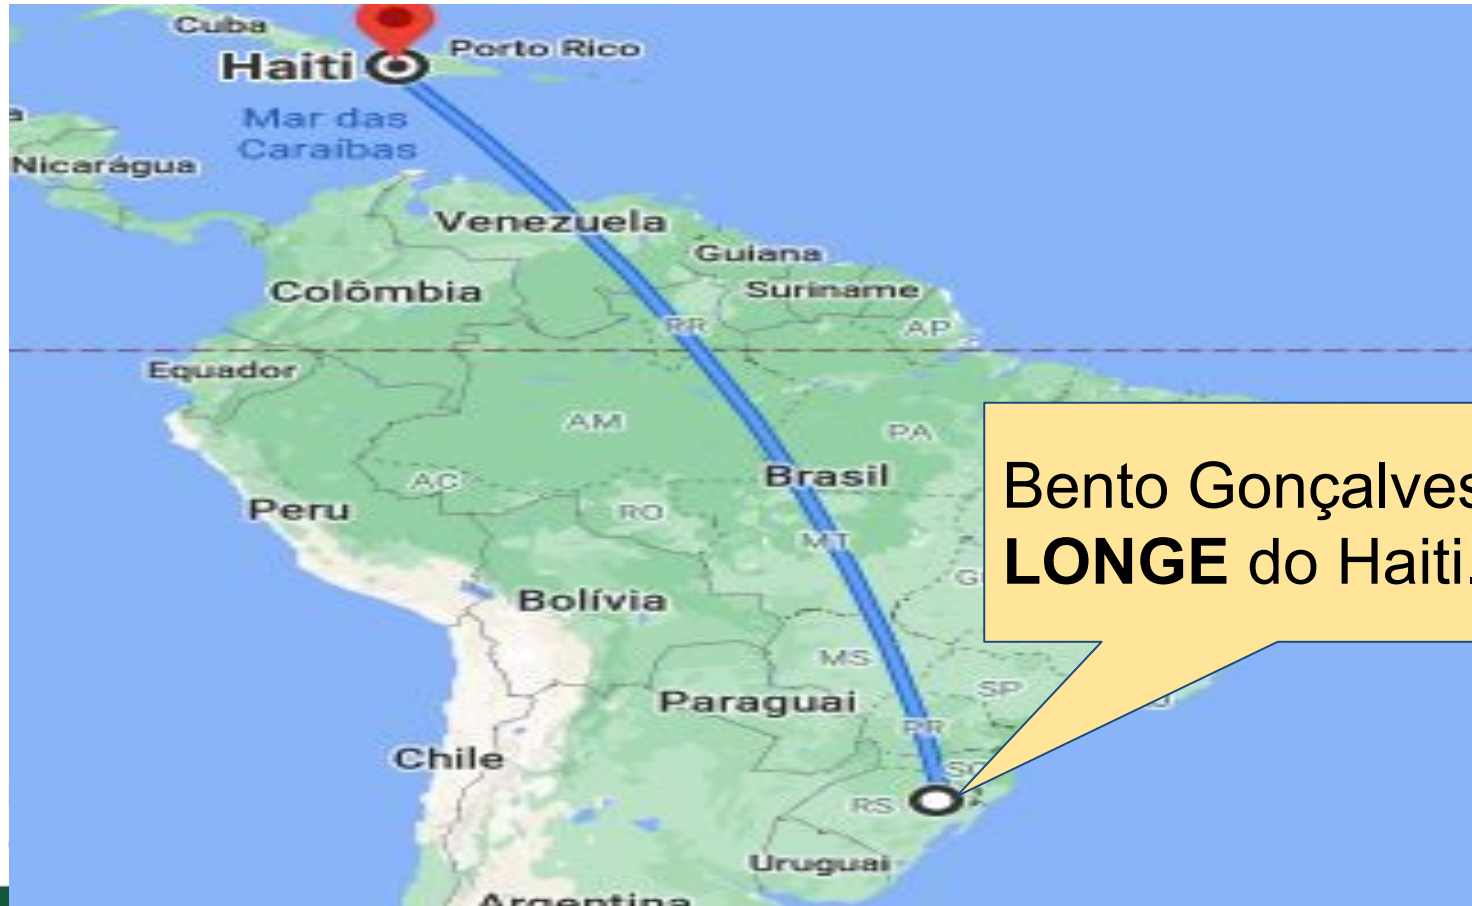 Cuba
Haiti
Porto Rico
Mar das
Caraíbas
Nicarágua
Venezuela
Guiana
Colômbia
Suriname
RR
AP
Equador
AM
PA
Brasil
AC
Peru
RO
MT
Bento Gonçalves
LONGE do Haiti.
Bolívia
MS
SP
Paraguai
PR
Chile
SC
RS
Uruguai
Argentina